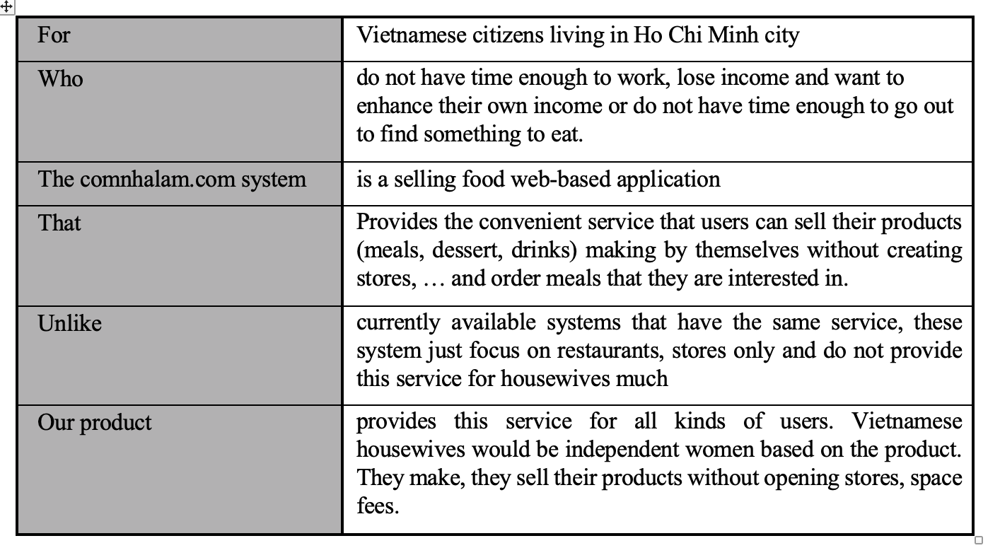 For
Vietnamese citizens living in Ho Chi Minh city
Who
do not have time enough to work, lose income and want to
enhance their own income or do not have time enough to go out
to find something to eat.
The comnhalam.com system
is a selling food web-based application
That
Provides the convenient service that users can sell their products
(meals, dessert, drinks) making by themselves without creating
stores, … and order meals that they are interested in.
Unlike
currently available systems that have the same service, these
system just focus on restaurants, stores only and do not provide
this service for housewives much
Our product
provides this service for all kinds of users. Vietnamese
housewives would be independent women based on the product.
They make, they sell their products without opening stores, space
fees.